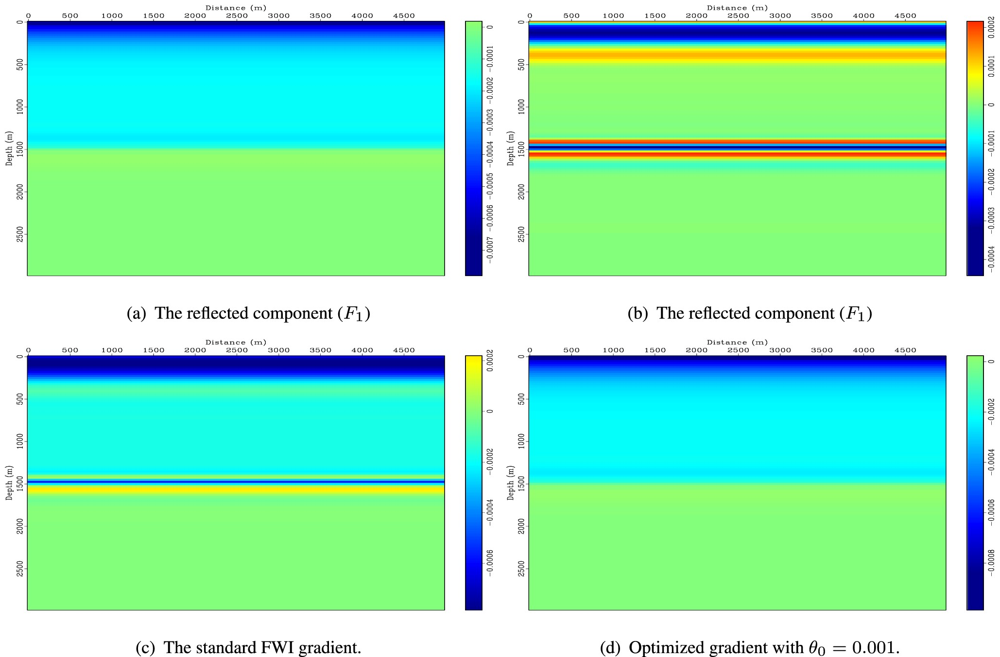 Distance (m)
0 500 1000 1500 2000 2500 3000 3500 4000 4500
Depth (m)
0 500 1000 1500 2000 2500
0 −0.0001 −0.0002 −0.0003 −0.0004 −0.0005 −0.0006 −0.0007
(a) The reflected component (F₁)
Distance (m)
0 500 1000 1500 2000 2500 3000 3500 4000 4500
Depth (m)
0 500 1000 1500 2000 2500
0.0002 0.0001 0 −0.0001 −0.0002 −0.0003 −0.0004
(b) The reflected component (F₁)
Distance (m)
0 500 1000 1500 2000 2500 3000 3500 4000 4500
Depth (m)
0 500 1000 1500 2000 2500
0.0002 0 −0.0002 −0.0004 −0.0006
(c) The standard FWI gradient.
Distance (m)
0 500 1000 1500 2000 2500 3000 3500 4000 4500
Depth (m)
0 500 1000 1500 2000 2500
0 −0.0002 −0.0004 −0.0006 −0.0008
(d) Optimized gradient with θ₀ = 0.001.